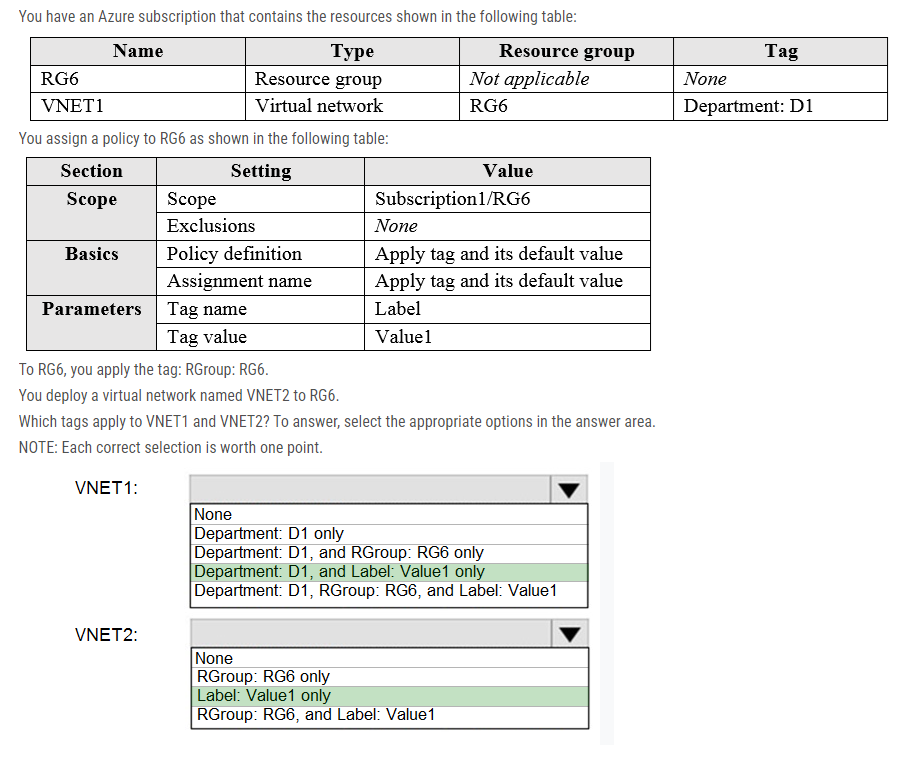 You have an Azure subscription that contains the resources shown in the following table:
Name Type Resource group Tag
RG6 Resource group Not applicable None
VNET1 Virtual network RG6 Department: D1
You assign a policy to RG6 as shown in the following table:
Section Setting Value
Scope Scope Subscription1/RG6
Exclusions None
Basics Policy definition Apply tag and its default value
Assignment name Apply tag and its default value
Parameters Tag name Label
Tag value Value1
To RG6, you apply the tag: RGroup: RG6.
You deploy a virtual network named VNET2 to RG6.
Which tags apply to VNET1 and VNET2? To answer, select the appropriate options in the answer area.
NOTE: Each correct selection is worth one point.
VNET1:
None
Department: D1 only
Department: D1, and RGroup: RG6 only
Department: D1, and Label: Value1 only
Department: D1, RGroup: RG6, and Label: Value1
VNET2:
None
RGroup: RG6 only
Label: Value1 only
RGroup: RG6, and Label: Value1